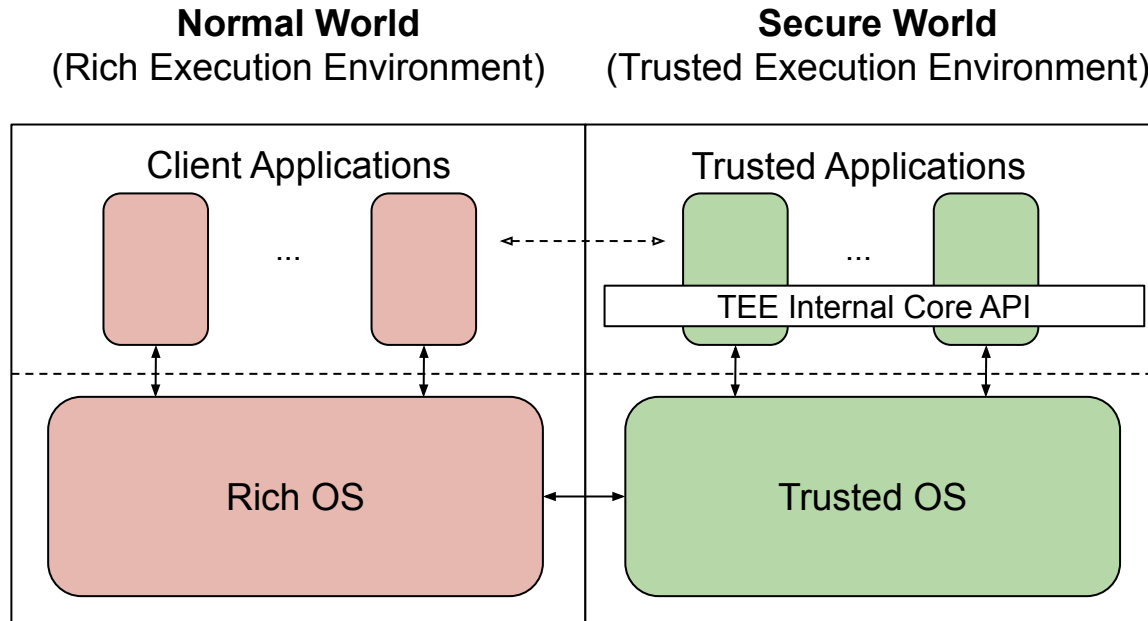 Normal World
(Rich Execution Environment)
Secure World
(Trusted Execution Environment)
Client Applications
...
Trusted Applications
...
TEE Internal Core API
Rich OS
Trusted OS